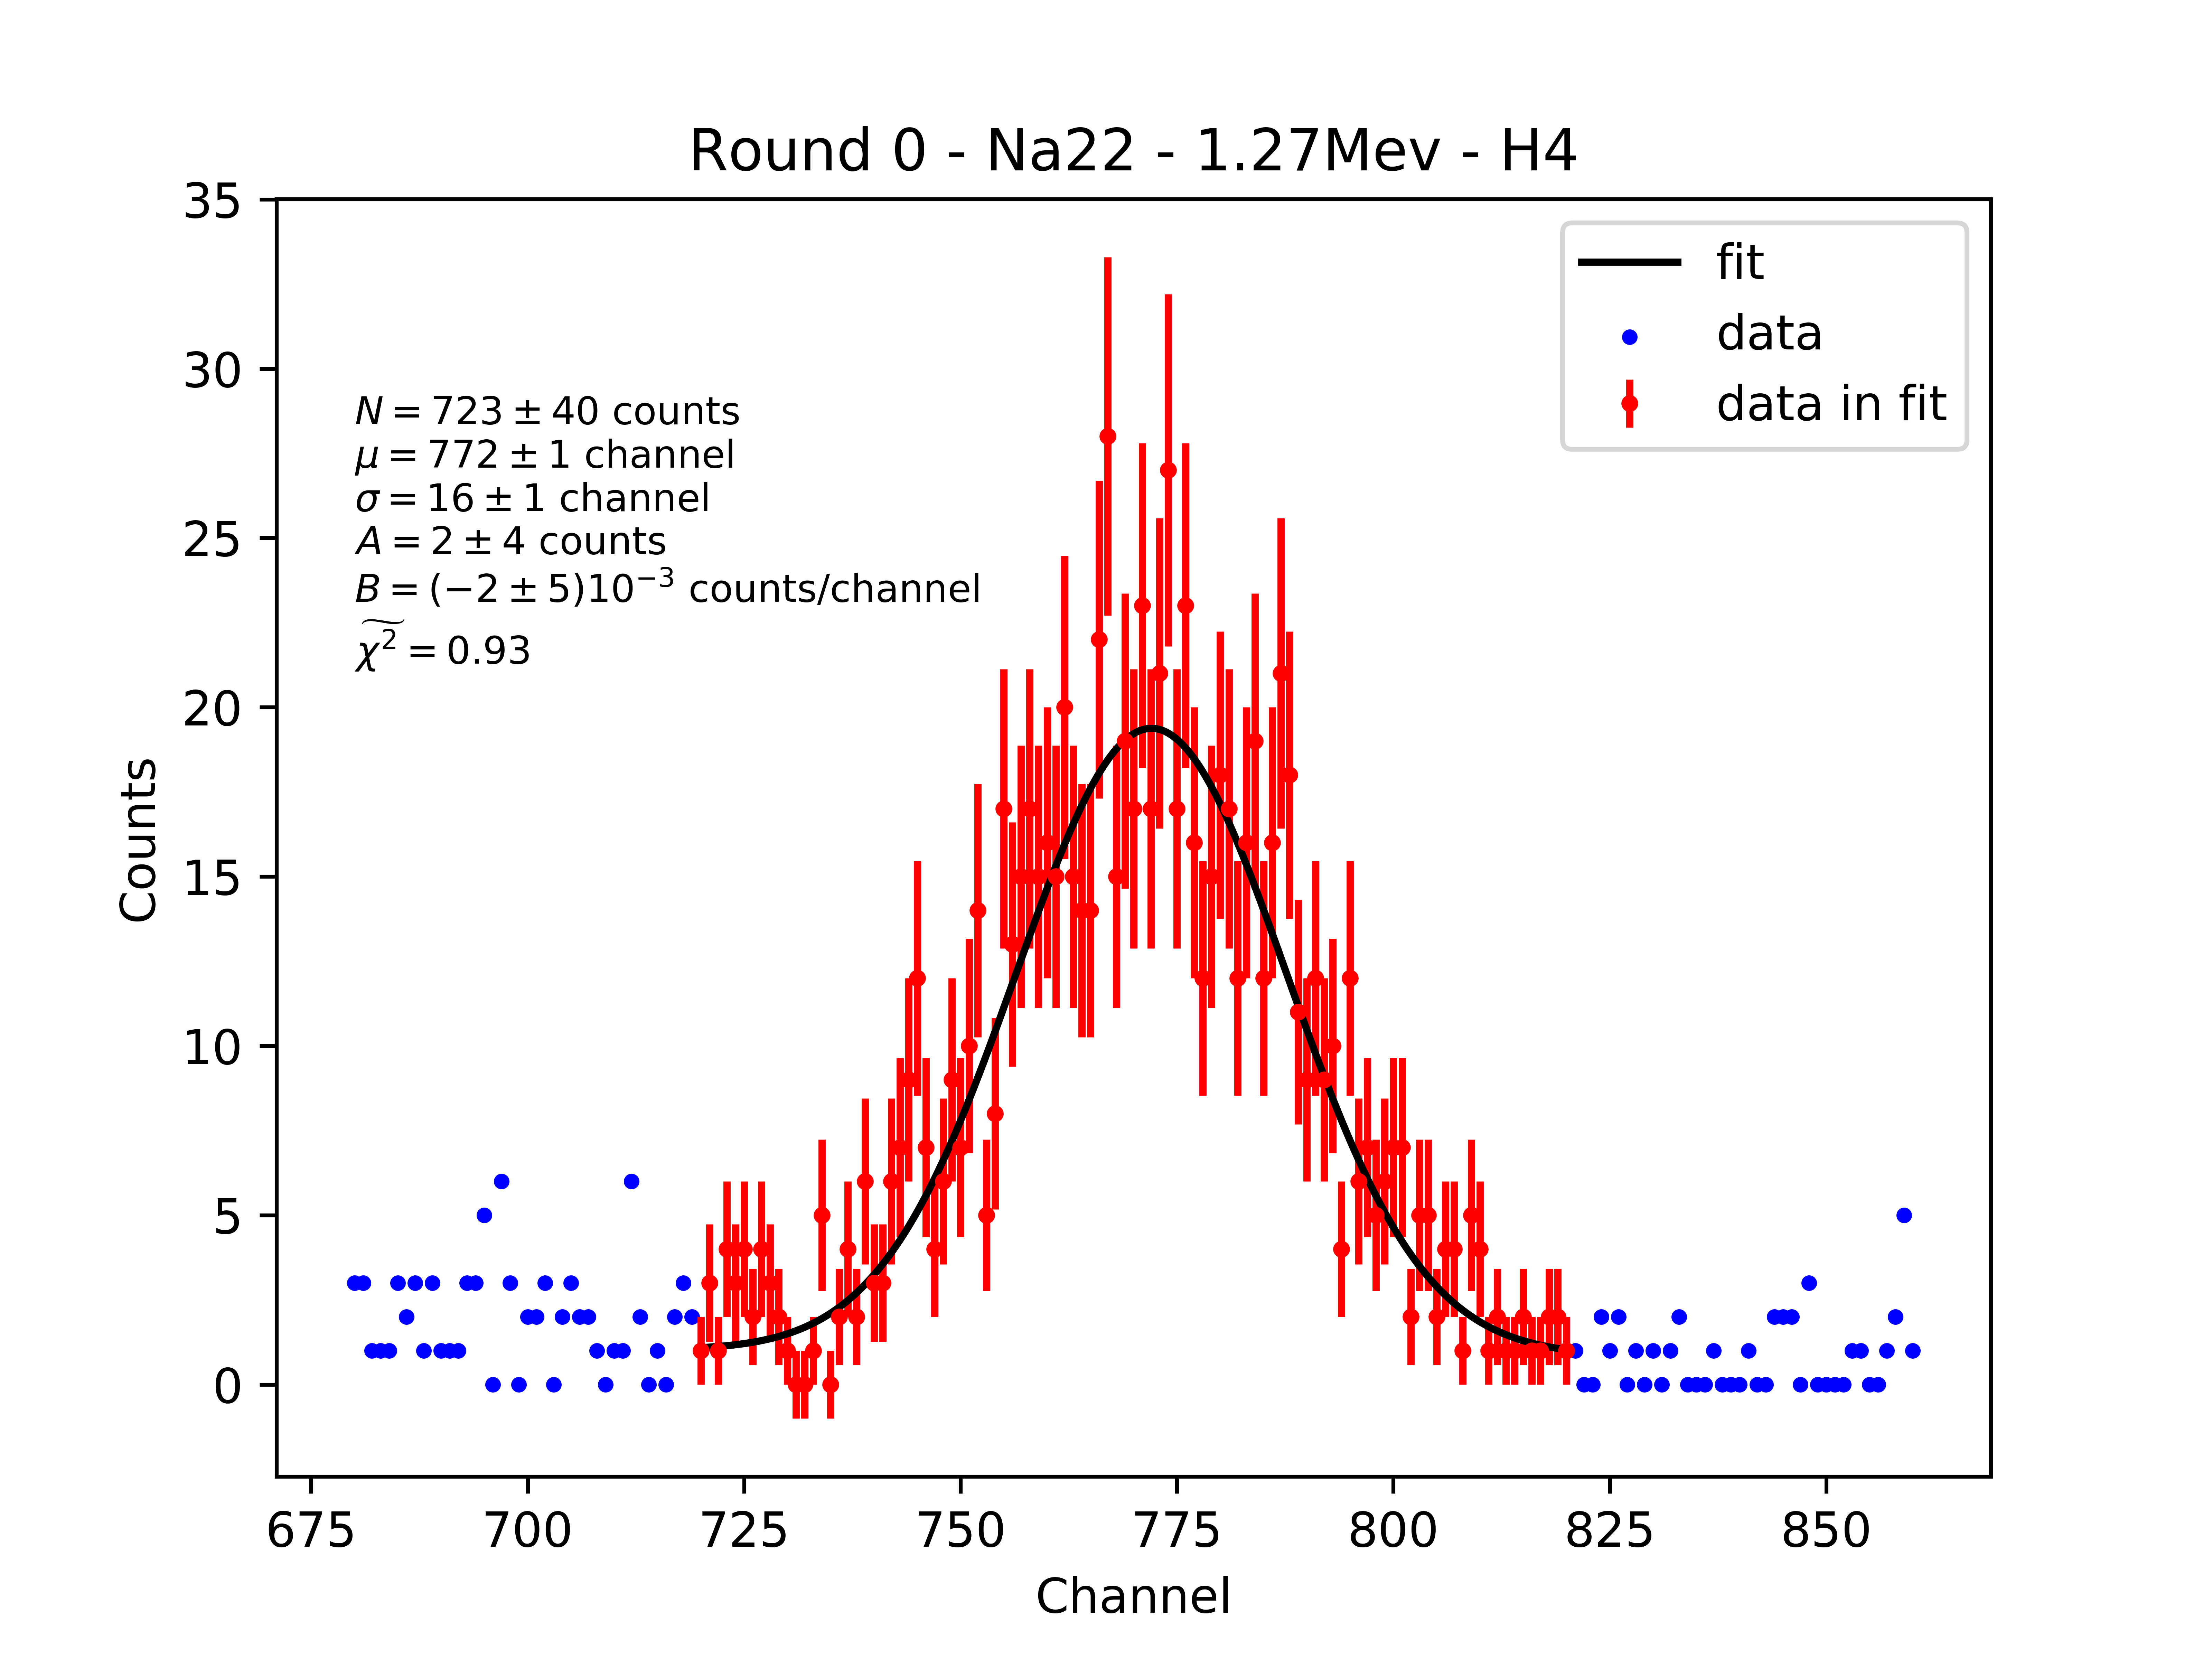 Round 0 - Na22 - 1.27Mev - H4
35
30
25
20
15
10
5
0
Counts
fit
data
data in fit
N = 723 ± 40 counts
μ = 772 ± 1 channel
σ = 16 ± 1 channel
A = 2 ± 4 counts
B = (−2 ± 5)10⁻³ counts/channel
χ̃² = 0.93
675 700 725 750 775 800 825 850
Channel